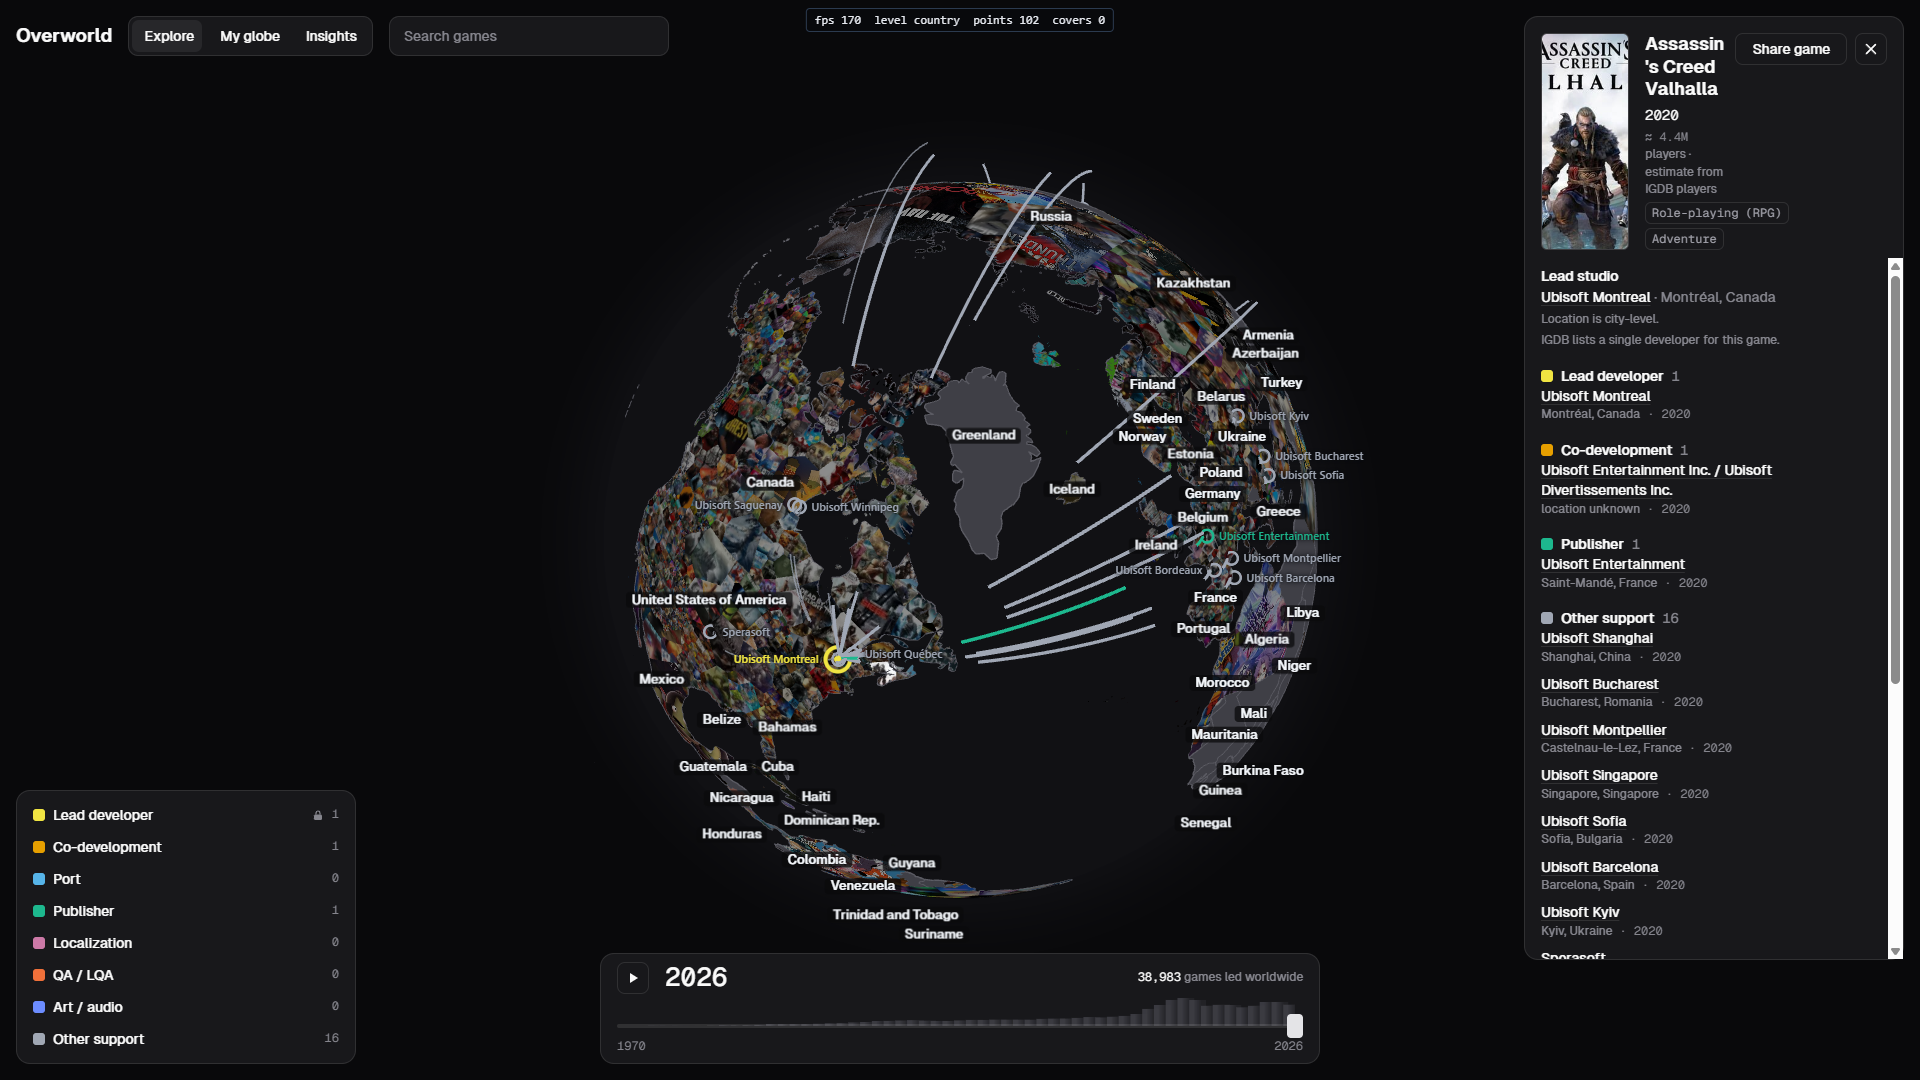 Overworld
Explore
My globe
Insights
Search games
fps 170 level country points 102 covers 0
ASSASSIN'S
CREED
LHAL
Assassin
's Creed
Valhalla
Share game
2020
≈ 4.4M
players ·
estimate from
IGDB players
Role-playing (RPG)
Adventure
Lead studio
Ubisoft Montreal · Montréal, Canada
Location is city-level.
IGDB lists a single developer for this game.
Lead developer 1
Ubisoft Montreal
Montréal, Canada · 2020
Co-development 1
Ubisoft Entertainment Inc. / Ubisoft
Divertissements Inc.
location unknown · 2020
Publisher 1
Ubisoft Entertainment
Saint-Mandé, France · 2020
Other support 16
Ubisoft Shanghai
Shanghai, China · 2020
Ubisoft Bucharest
Bucharest, Romania · 2020
Ubisoft Montpellier
Castelnau-le-Lez, France · 2020
Ubisoft Singapore
Singapore, Singapore · 2020
Ubisoft Sofia
Sofia, Bulgaria · 2020
Ubisoft Barcelona
Barcelona, Spain · 2020
Ubisoft Kyiv
Kyiv, Ukraine · 2020
Sperasoft
Russia
Kazakhstan
Armenia
Azerbaijan
Finland
Turkey
Belarus
Sweden
Ubisoft Kyiv
Norway
Ukraine
Greenland
Estonia
Ubisoft Bucharest
Poland
Ubisoft Sofia
Canada
Iceland
Germany
Ubisoft Saguenay
Ubisoft Winnipeg
Belgium
Greece
Ireland
Ubisoft Entertainment
Ubisoft Montpellier
Ubisoft Bordeaux
Ubisoft Barcelona
United States of America
France
Libya
Sperasoft
Portugal
Algeria
Ubisoft Montreal
Ubisoft Québec
Niger
Mexico
Morocco
Belize
Bahamas
Mali
Mauritania
Guatemala
Cuba
Burkina Faso
Guinea
Nicaragua
Haiti
Dominican Rep.
Senegal
Honduras
Colombia
Guyana
Venezuela
Trinidad and Tobago
Suriname
Lead developer 1
Co-development 1
Port 0
Publisher 1
Localization 0
QA / LQA 0
Art / audio 0
Other support 16
2026
38,983 games led worldwide
1970
2026